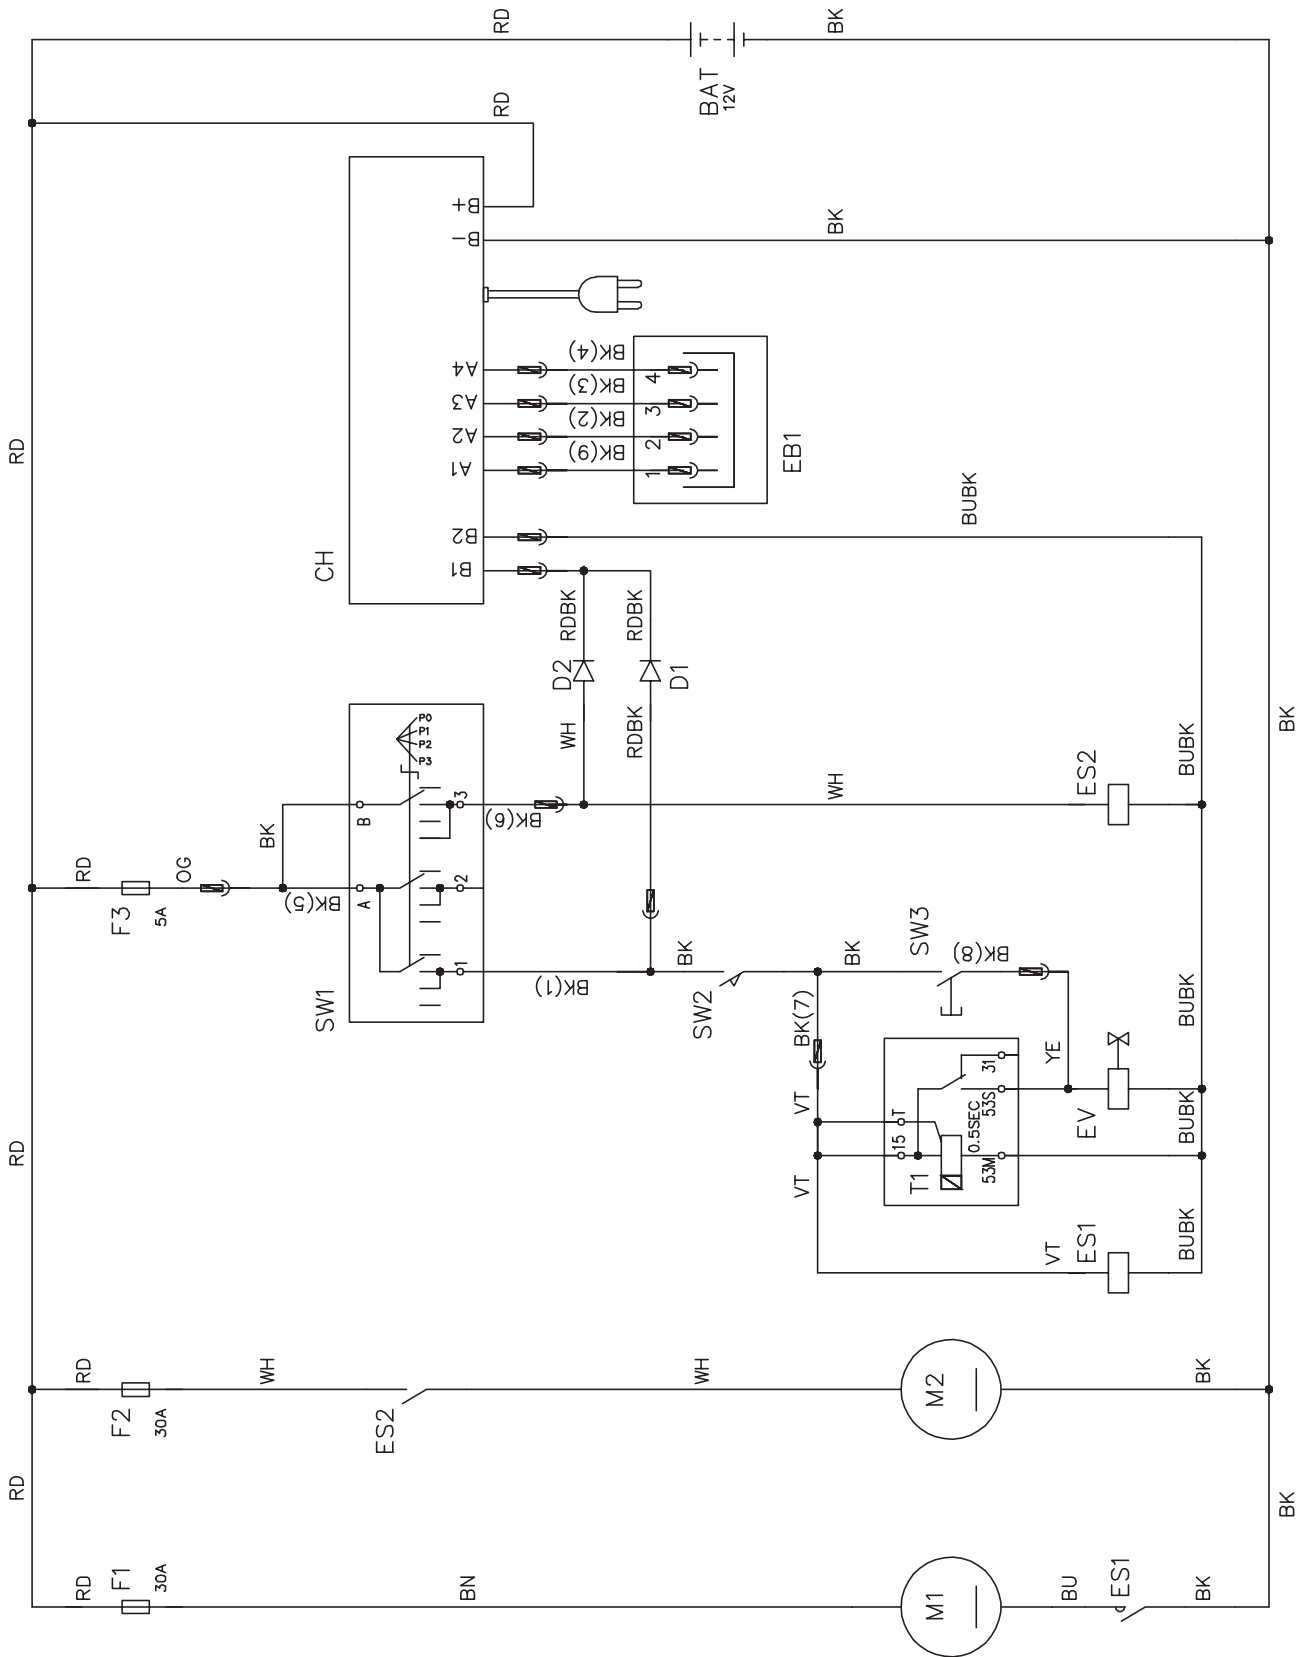 RD
BK
RD
BAT
12V
B+
B-
BK
RD
A4
A3
A2
A1
BK(4)
BK(3)
BK(2)
BK(9)
4
3
2
1
EB1
B2
B1
CH
BUBK
RDBK
RDBK
D2
D1
WH
RDBK
P0
P1
P2
P3
BK
WH
ES2
BUBK
B
3
BK(6)
BK
RD
OG
F3
5A
BK(5)
A
2
SW1
1
BK(1)
BK
SW2
BK
SW3
BK(8)
BUBK
BK(7)
VT
T
31
53S
YE
0.5SEC
15
T1
53M
EV
BUBK
RD
VT
VT
ES1
BUBK
RD
F2
30A
WH
ES2
WH
M2
BK
RD
BK
RD
F1
30A
BN
M1
BU
ES1
BK